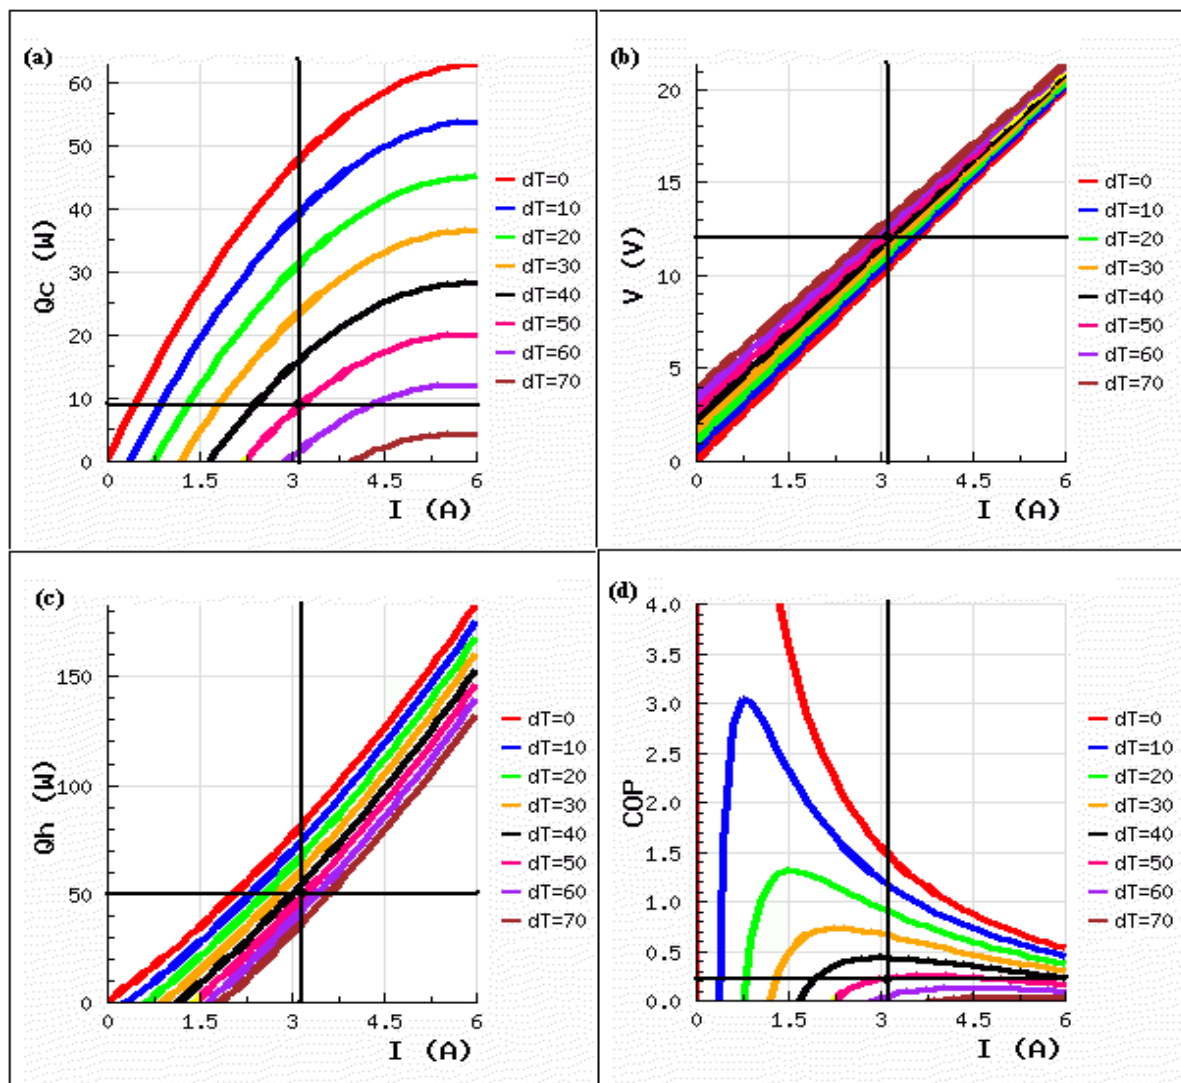 (a)
Qc (W)
60
50
40
30
20
10
0
0 1.5 3 4.5 6
I (A)
dT=0
dT=10
dT=20
dT=30
dT=40
dT=50
dT=60
dT=70
(b)
V (V)
20
15
10
5
0
0 1.5 3 4.5 6
I (A)
dT=0
dT=10
dT=20
dT=30
dT=40
dT=50
dT=60
dT=70
(c)
Qh (W)
150
100
50
0
0 1.5 3 4.5 6
I (A)
dT=0
dT=10
dT=20
dT=30
dT=40
dT=50
dT=60
dT=70
(d)
COP
4.0
3.5
3.0
2.5
2.0
1.5
1.0
0.5
0.0
0 1.5 3 4.5 6
I (A)
dT=0
dT=10
dT=20
dT=30
dT=40
dT=50
dT=60
dT=70